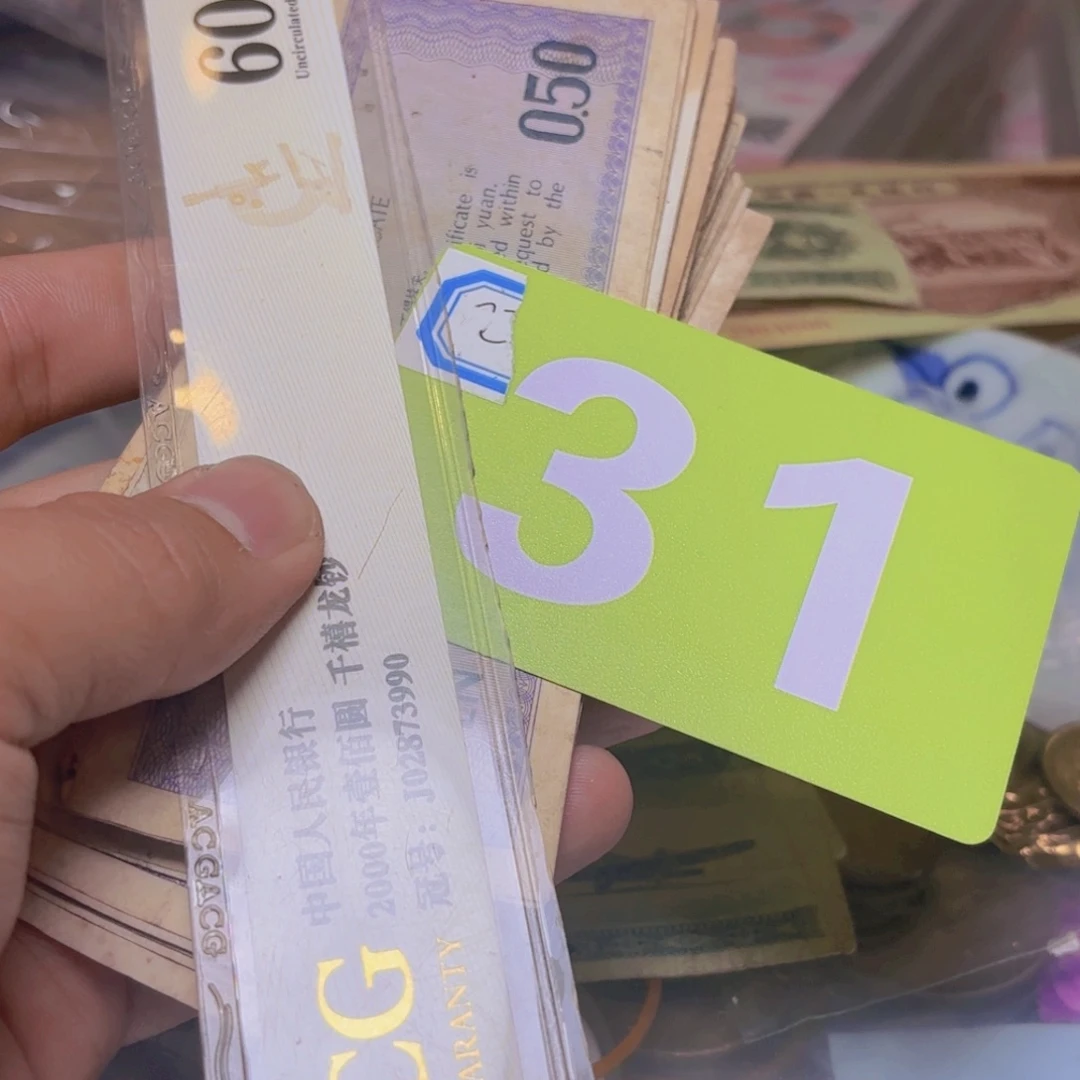 60
Uncirculated
中国人民银行
2000年壹佰圆 千禧龙钞
冠号：J02873990
CG
ARANTY
ACGACG
0.50
ificate is
yuan.
d within
quest to
d by the
ATE
31